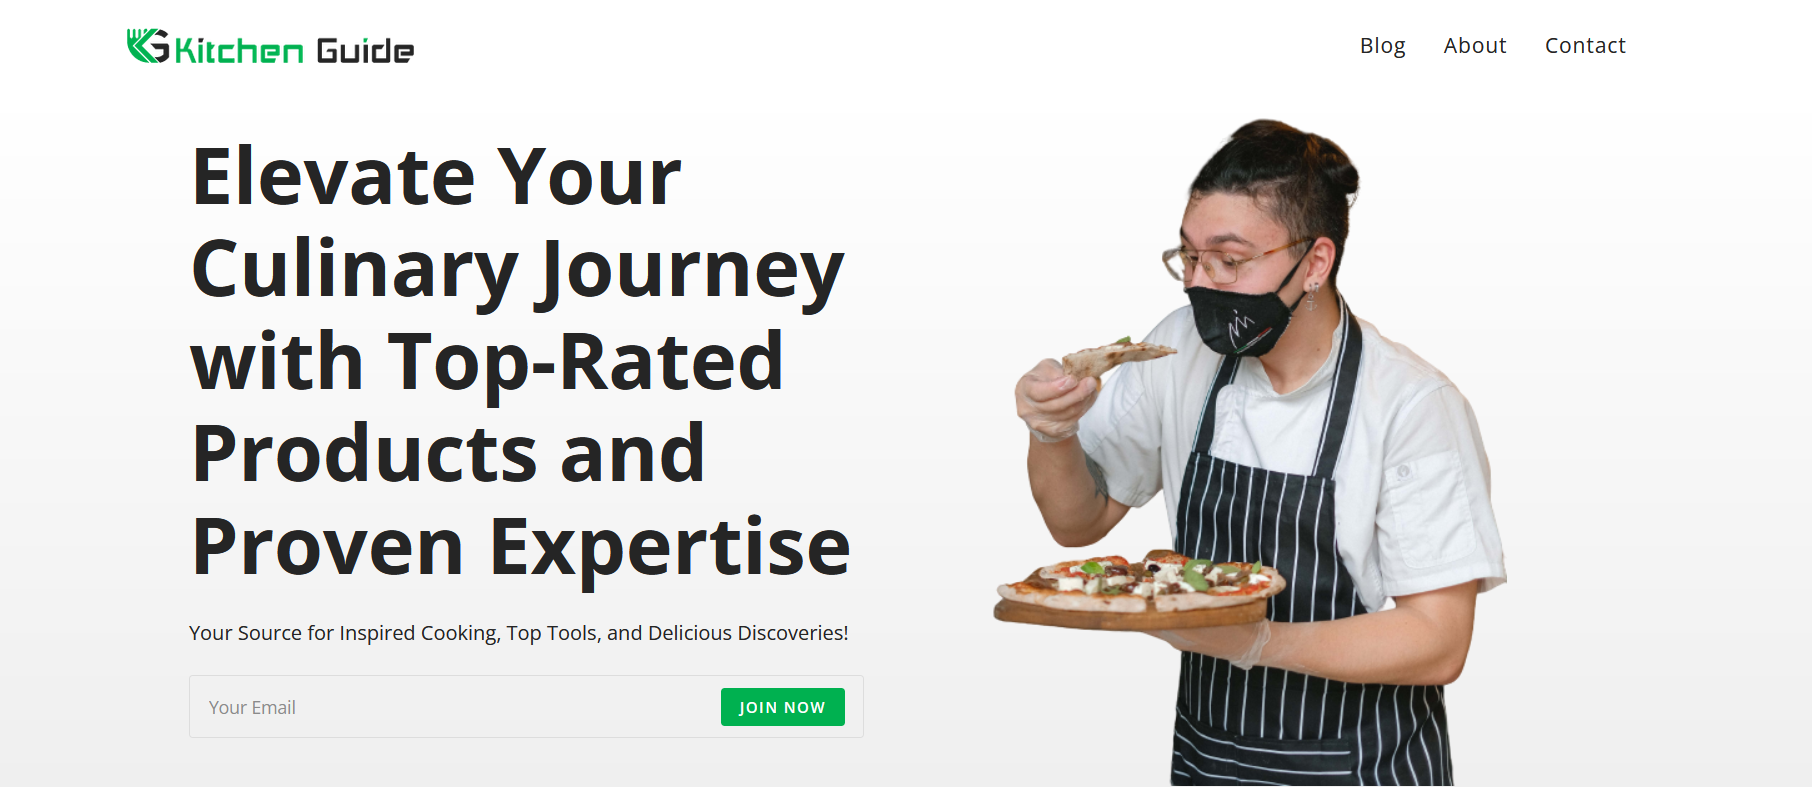 Kitchen Guide
Blog About Contact
Elevate Your
Culinary Journey
with Top-Rated
Products and
Proven Expertise
Your Source for Inspired Cooking, Top Tools, and Delicious Discoveries!
Your Email
JOIN NOW